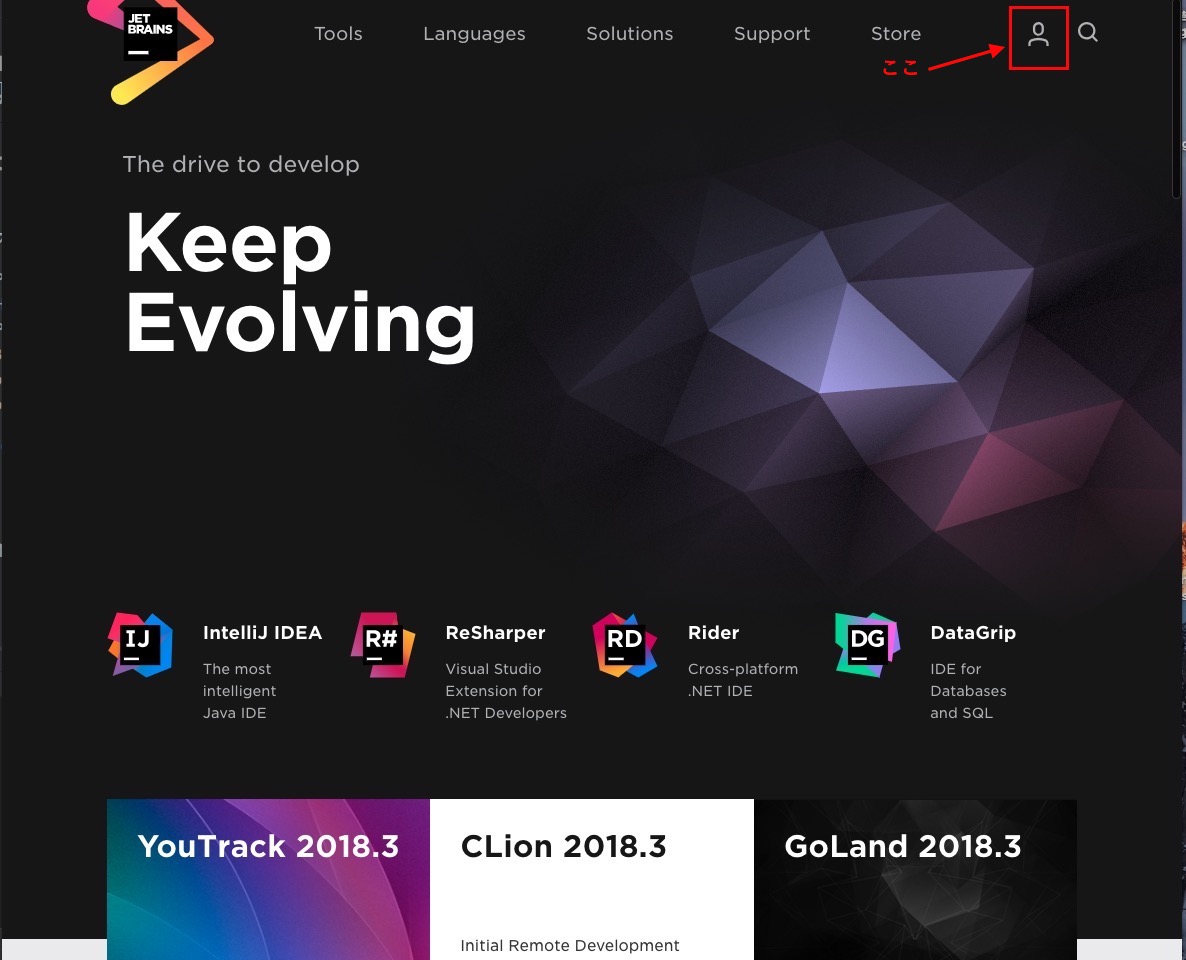 JET
BRAINS
Tools
Languages
Solutions
Support
Store
ここ
The drive to develop
Keep
Evolving
IJ
IntelliJ IDEA
The most
intelligent
Java IDE
R#
ReSharper
Visual Studio
Extension for
.NET Developers
RD
Rider
Cross-platform
.NET IDE
DG
DataGrip
IDE for
Databases
and SQL
YouTrack 2018.3
CLion 2018.3
Initial Remote Development
GoLand 2018.3